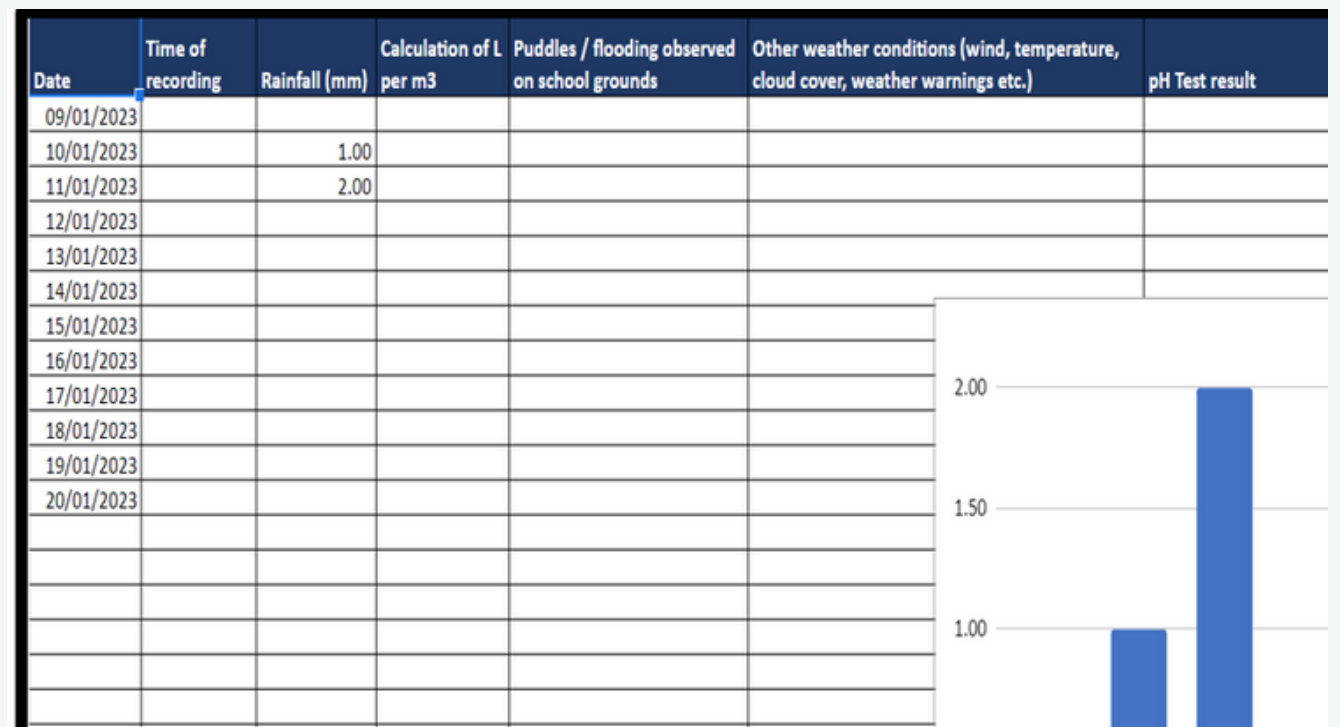 Date
Time of
recording
Rainfall (mm)
Calculation of L
per m3
Puddles / flooding observed
on school grounds
Other weather conditions (wind, temperature,
cloud cover, weather warnings etc.)
pH Test result
09/01/2023
10/01/2023 1.00
11/01/2023 2.00
12/01/2023
13/01/2023
14/01/2023
15/01/2023
16/01/2023
17/01/2023
18/01/2023
19/01/2023
20/01/2023
2.00
1.50
1.00